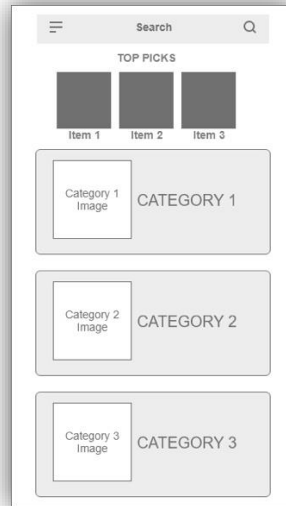 Search
TOP PICKS
Item 1 Item 2 Item 3
Category 1
Image
CATEGORY 1
Category 2
Image
CATEGORY 2
Category 3
Image
CATEGORY 3